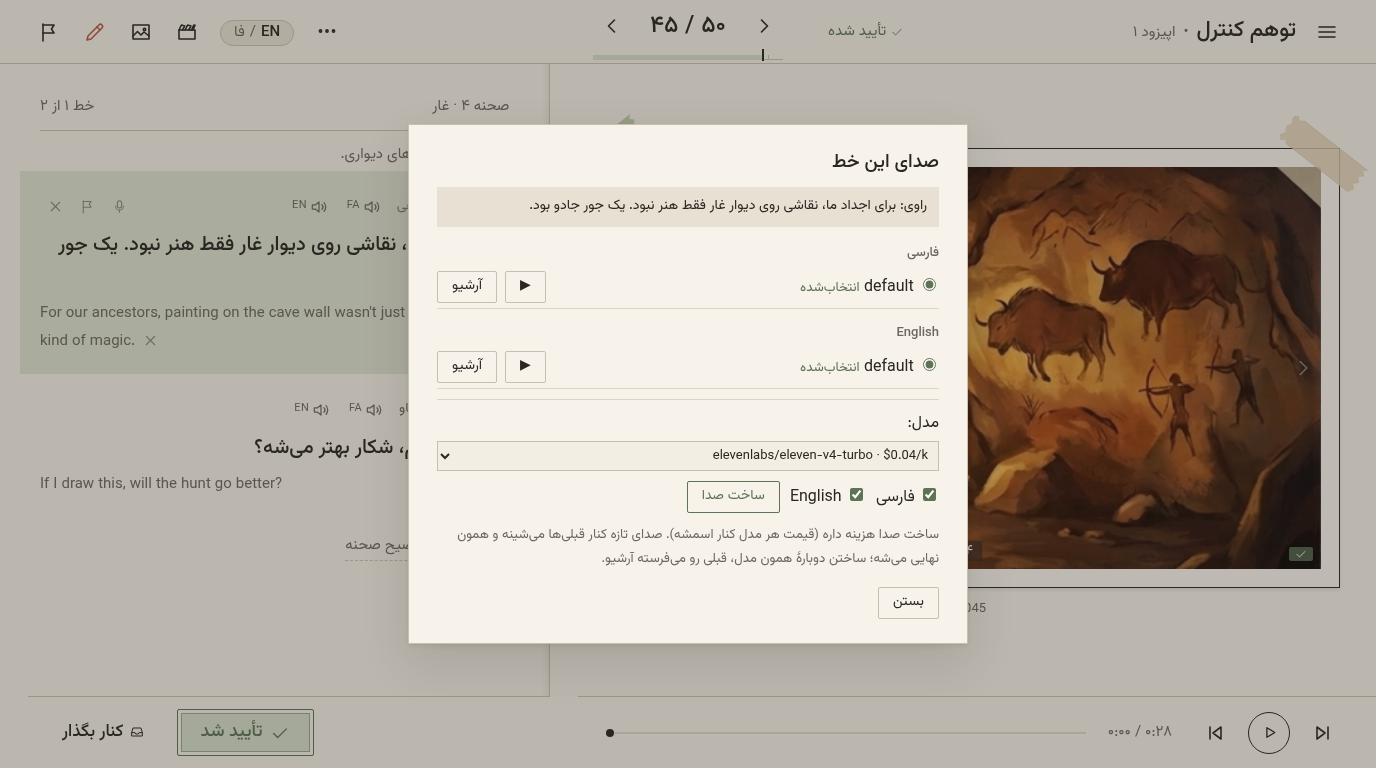 توهم کنترل · اپیزود ۱
تأیید شده
۴۵ / ۵۰
EN / فا
صحنه ۴ · غار
خط ۱ از ۲
های دیواری.
FA
EN
، نقاشی روی دیوار غار فقط هنر نبود. یک جور
For our ancestors, painting on the cave wall wasn't just
kind of magic.
FA
EN
، شکار بهتر می‌شه؟
If I draw this, will the hunt go better?
صحنه
صدای این خط
راوی: برای اجداد ما، نقاشی روی دیوار غار فقط هنر نبود. یک جور جادو بود.
فارسی
default انتخاب‌شده
▶
آرشیو
English
default انتخاب‌شده
▶
آرشیو
مدل:
elevenlabs/eleven-v4-turbo · $0.04/k
فارسی
English
ساخت صدا
ساخت صدا هزینه داره (قیمت هر مدل کنار اسمشه). صدای تازه کنار قبلی‌ها می‌شینه و همون
نهایی می‌شه؛ ساختن دوبارهٔ همون مدل، قبلی رو می‌فرسته آرشیو.
بستن
045
۰:۰۰ / ۰:۲۸
تأیید شد
کنار بگذار